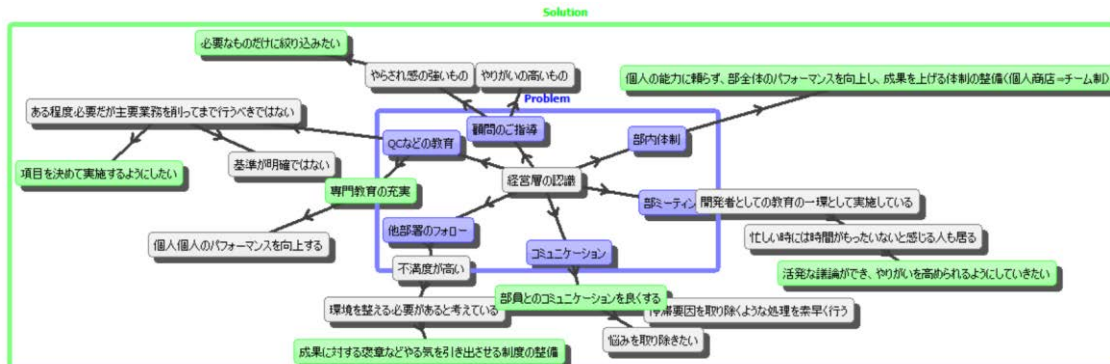 Solution
必要なものだけに絞り込みたい
やらされ感の強いもの
やりがいの高いもの
個人の能力に頼らず、部全体のパフォーマンスを向上し、成果を上げる体制の整備(個人商店⇒チーム制)
Problem
ある程度必要だが主要業務を削ってまで行うべきではない
顧問のご指導
部内体制
QCなどの教育
基準が明確ではない
項目を決めて実施するようにしたい
経営層の認識
専門教育の充実
部ミーティン
開発者としての教育の一環として実施している
他部署のフォロー
個人個人のパフォーマンスを向上する
コミュニケーション
忙しい時には時間がもったいないと感じる人も居る
不満度が高い
活発な議論ができ、やりがいを高められるようにしていきたい
部員とのコミュニケーションを良くする
環境を整える必要があると考えている
滞要因を取り除くような処理を素早く行う
悩みを取り除きたい
成果に対する褒章などやる気を引き出させる制度の整備